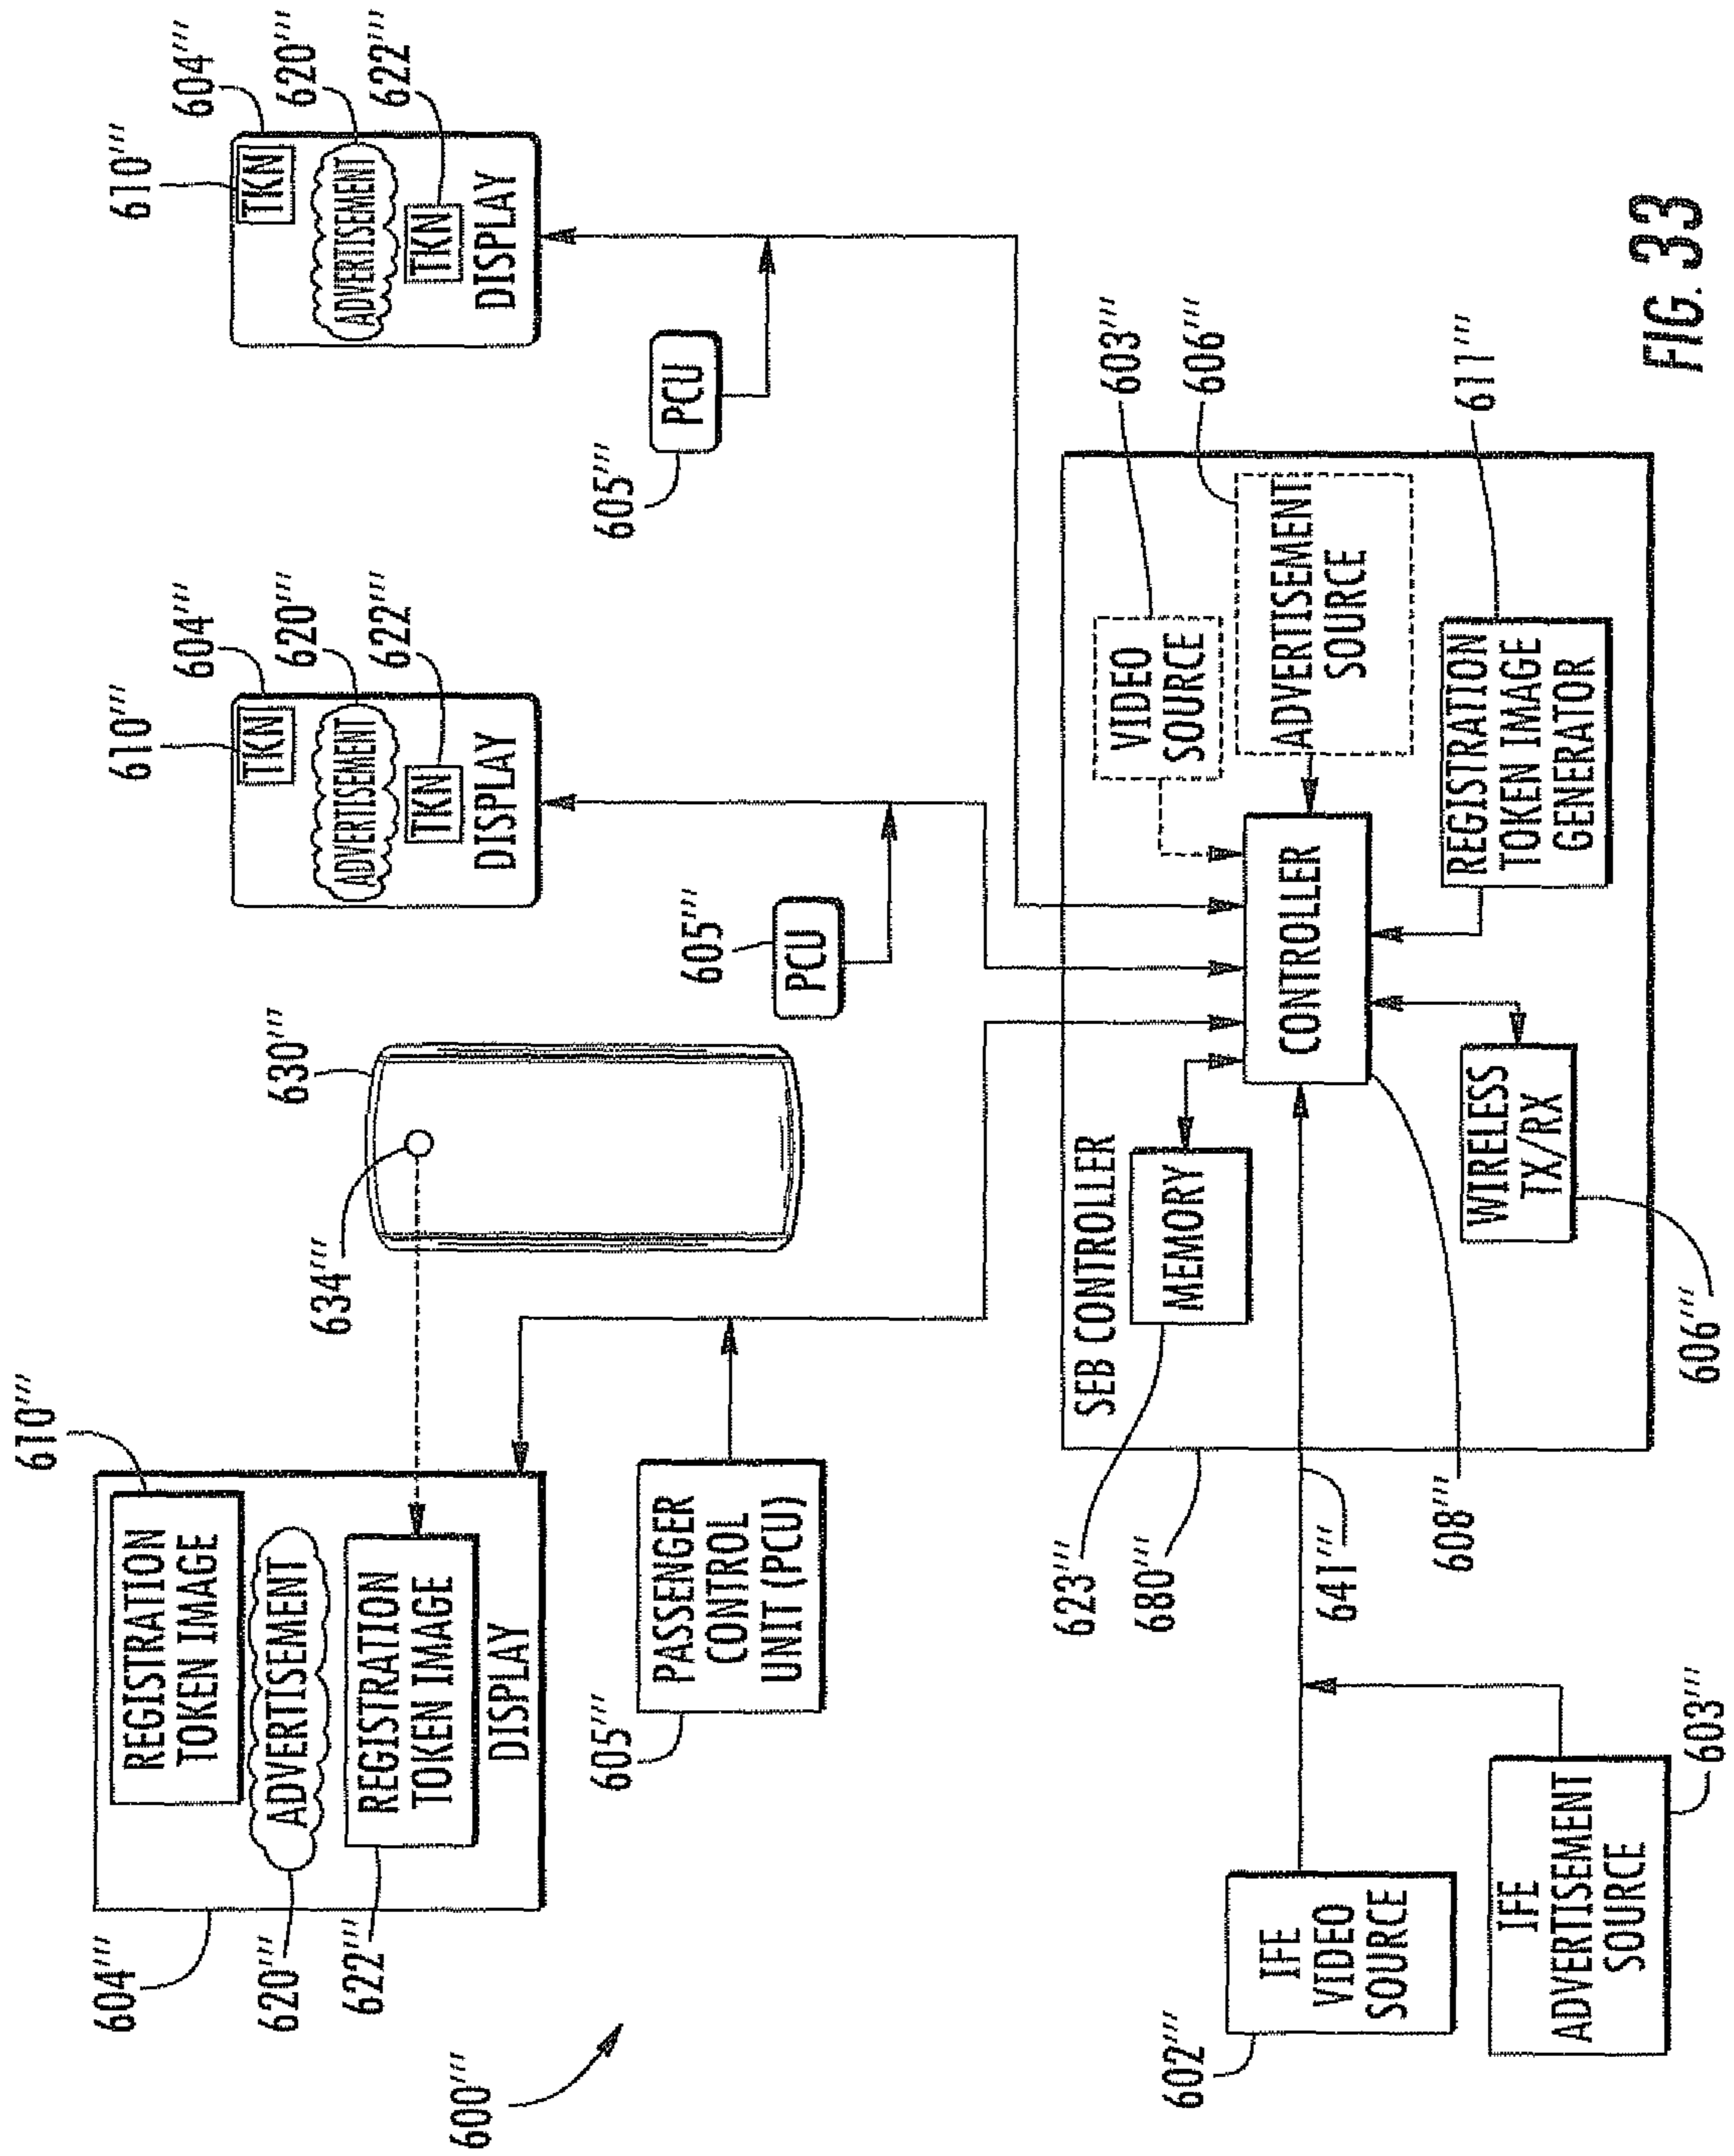 610'''
REGISTRATION
TOKEN IMAGE
ADVERTISEMENT
REGISTRATION
TOKEN IMAGE
DISPLAY
604'''
620'''
622'''
600'''
634'''
630'''
610'''
604'''
620'''
622'''
TKN
ADVERTISEMENT
TKN
DISPLAY
610'''
604'''
620'''
622'''
TKN
ADVERTISEMENT
TKN
DISPLAY
605'''
PASSENGER
CONTROL
UNIT (PCU)
605'''
PCU
605'''
PCU
SEB CONTROLLER
MEMORY
623'''
680'''
641'''
608'''
CONTROLLER
VIDEO
SOURCE
603'''
ADVERTISEMENT
SOURCE
606'''
REGISTRATION
TOKEN IMAGE
GENERATOR
611'''
WIRELESS
TX/RX
606'''
602'''
IFE
VIDEO
SOURCE
IFE
ADVERTISEMENT
SOURCE
603'''
FIG. 33